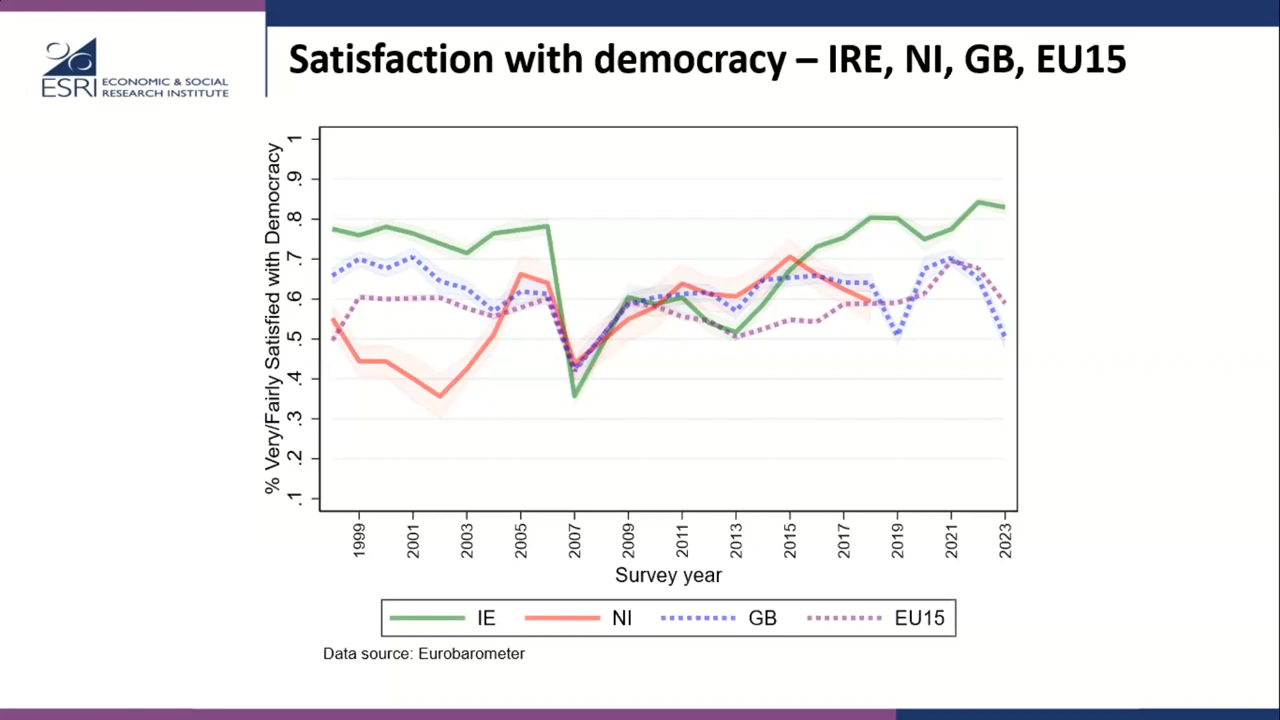 ESRI ECONOMIC & SOCIAL
RESEARCH INSTITUTE
Satisfaction with democracy – IRE, NI, GB, EU15
% Very/Fairly Satisfied with Democracy
1
.9
.8
.7
.6
.5
.4
.3
.2
.1
1999 2001 2003 2005 2007 2009 2011 2013 2015 2017 2019 2021 2023
Survey year
IE NI GB EU15
Data source: Eurobarometer